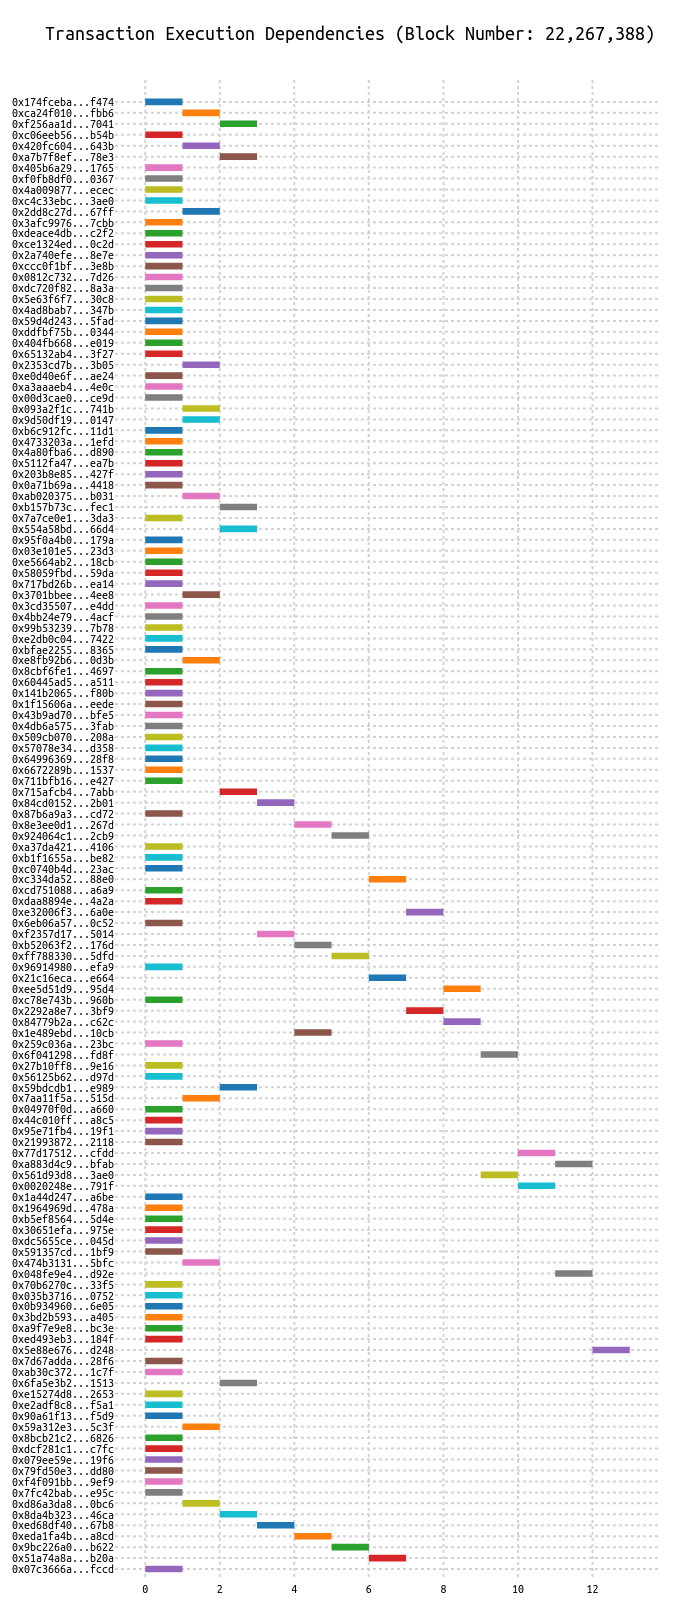 Transaction Execution Dependencies (Block Number: 22,267,388)
0x174fceba...f474
0xca24f010...fbb6
0xf256aa1d...7041
0xc06eeb56...b54b
0x420fc604...643b
0xa7b7f8ef...78e3
0x405b6a29...1765
0xf0fb8df0...0367
0x4a009877...ecec
0xc4c33ebc...3ae0
0x2dd8c27d...67ff
0x3afc9976...7cbb
0xdeace4db...c2f2
0xce1324ed...0c2d
0x2a740efe...8e7e
0xccc0f1bf...3e8b
0x0812c732...7d26
0xdc720f82...8a3a
0x5e63f6f7...30c8
0x4ad8bab7...347b
0x59d4d243...5fad
0xddfbf75b...0344
0x404fb668...e019
0x65132ab4...3f27
0x2353cd7b...3b05
0xe0d40e6f...ae24
0xa3aaaeb4...4e0c
0x00d3cae0...ce9d
0x093a2f1c...741b
0x9d50df19...0147
0xb6c912fc...11d1
0x4733203a...1efd
0x4a80fba6...d890
0x5112fa47...ea7b
0x203b8e85...427f
0x0a71b69a...4418
0xab020375...b031
0xb157b73c...fec1
0x7a7ce0e1...3da3
0x554a58bd...66d4
0x95f0a4b0...179a
0x03e101e5...23d3
0xe5664ab2...18cb
0x58059fbd...59da
0x717bd26b...ea14
0x3701bbee...4ee8
0x3cd35507...e4dd
0x4bb24e79...4acf
0x99b53239...7b78
0xe2db0c04...7422
0xbfae2255...8365
0xe8fb92b6...0d3b
0x8cbf6fe1...4697
0x60445ad5...a511
0x141b2065...f80b
0x1f15606a...eede
0x43b9ad70...bfe5
0x4db6a575...3fab
0x509cb070...208a
0x57078e34...d358
0x64996369...28f8
0x6672289b...1537
0x711bfb16...e427
0x715afcb4...7abb
0x84cd0152...2b01
0x87b6a9a3...cd72
0x8e3ee0d1...267d
0x924064c1...2cb9
0xa37da421...4106
0xb1f1655a...be82
0xc0740b4d...23ac
0xc334da52...88e0
0xcd751088...a6a9
0xdaa8894e...4a2a
0xe32006f3...6a0e
0x6eb06a57...0c52
0xf2357d17...5014
0xb52063f2...176d
0xff788330...5dfd
0x96914980...efa9
0x21c16eca...e664
0xee5d51d9...95d4
0xc78e743b...960b
0x2292a8e7...3bf9
0x84779b2a...c62c
0x1e489ebd...10cb
0x259c036a...23bc
0x6f041298...fd8f
0x27b10ff8...9e16
0x56125b62...d97d
0x59bdcdb1...e989
0x7aa11f5a...515d
0x04970f0d...a660
0x44c010ff...a8c5
0x95e71fb4...19f1
0x21993872...2118
0x77d17512...cfdd
0xa883d4c9...bfab
0x561d93d8...3ae0
0x0020248e...791f
0x1a44d247...a6be
0x1964969d...478a
0xb5ef8564...5d4e
0x30651efa...975e
0xdc5655ce...045d
0x591357cd...1bf9
0x474b3131...5bfc
0x048fe9e4...d92e
0x70b6270c...33f5
0x035b3716...0752
0x0b934960...6e05
0x3bd2b593...a405
0xa9f7e9e8...bc3e
0xed493eb3...184f
0x5e88e676...d248
0x7d67adda...28f6
0xab30c372...1c7f
0x6fa5e3b2...1513
0xe15274d8...2653
0xe2adf8c8...f5a1
0x90a61f13...f5d9
0x59a312e3...5c3f
0x8bcb21c2...6826
0xdcf281c1...c7fc
0x079ee59e...19f6
0x79fd50e3...dd80
0xf4f091bb...9ef9
0x7fc42bab...e95c
0xd86a3da8...0bc6
0x8da4b323...46ca
0xed68df40...67b8
0xeda1fa4b...a8cd
0x9bc226a0...b622
0x51a74a8a...b20a
0x07c3666a...fccd
0 2 4 6 8 10 12